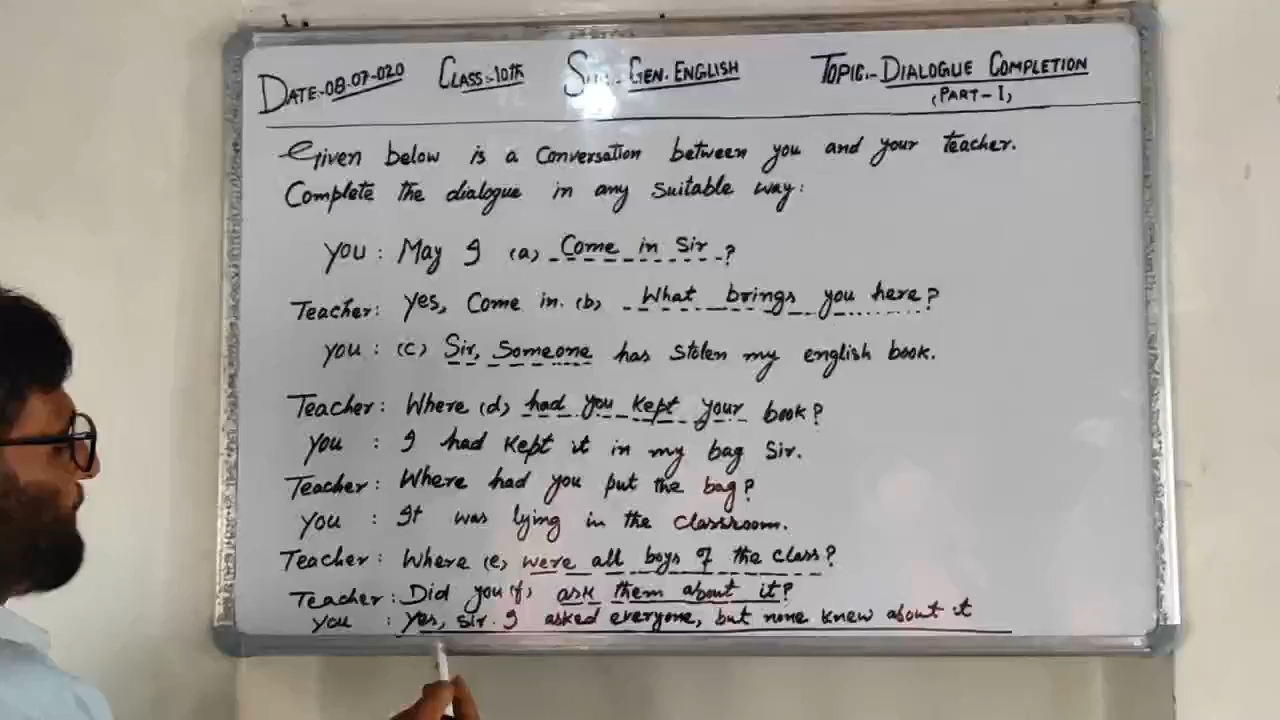 DATE:-08-07-020 CLASS:-10th SUB:- GEN. ENGLISH TOPIC:- DIALOGUE COMPLETION
(PART-I)
Given below is a Conversation between you and your teacher.
Complete the dialogue in any suitable way:
you : May I (a) Come in Sir ?
Teacher: yes, Come in. (b) What brings you here?
you : (c) Sir, Someone has stolen my english book.
Teacher: Where (d) had you kept your book?
you : I had kept it in my bag Sir.
Teacher: Where had you put the bag?
you : It was lying in the classroom.
Teacher: Where (e) were all boys of the class?
Teacher: Did you (f) ask them about it?
you : yes, Sir. I asked everyone, but none knew about it